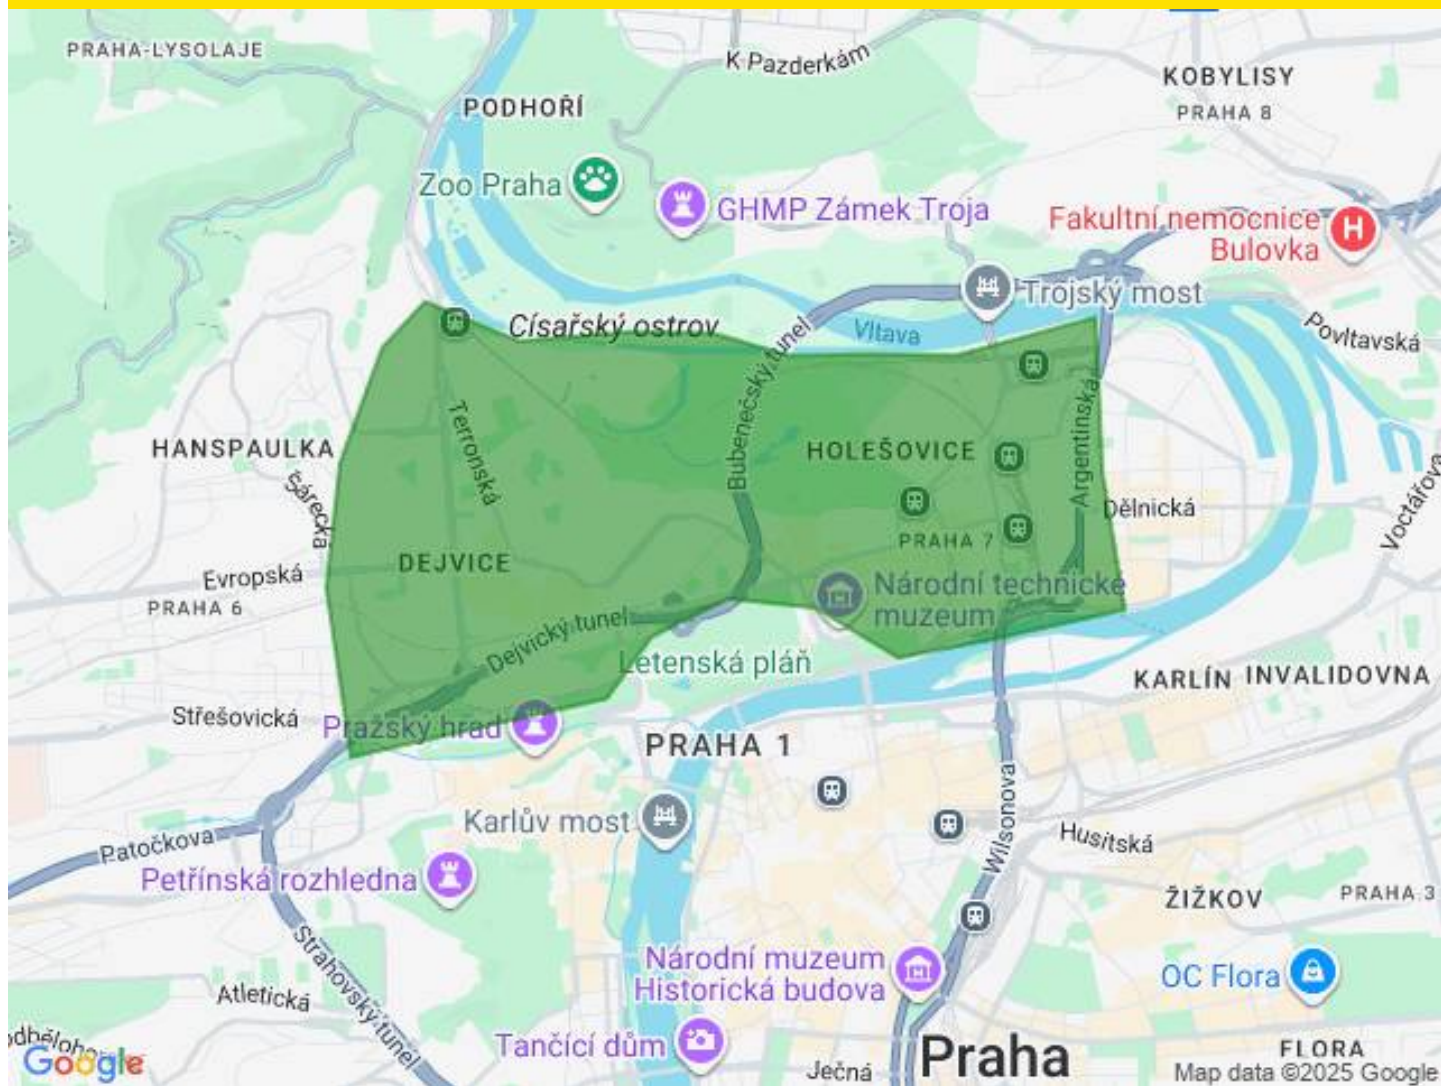 PRAHA-LYSOLAJE
K Pazderkám
KOBYLISY
PRAHA 8
PODHOŘÍ
Zoo Praha
GHMP Zámek Troja
Fakultní nemocnice
Bulovka
Trojský most
Císařský ostrov
Vltava
Povltavská
Bubenečský tunel
Terronská
Argentinská
HANSPAULKA
HOLEŠOVICE
Šárecká
Dělnická
Voctářova
PRAHA 7
DEJVICE
Evropská
PRAHA 6
Národní technické
muzeum
Dejvický tunel
Letenská pláň
KARLÍN
INVALIDOVNA
Střešovická
Pražský hrad
PRAHA 1
Wilsonova
Karlův most
Husitská
Patočkova
Petřínská rozhledna
ŽIŽKOV
PRAHA 3
Strahovský tunel
Národní muzeum
Historická budova
OC Flora
Atletická
Tančící dům
Praha
FLORA
Ječná
Google
Map data ©2025 Google